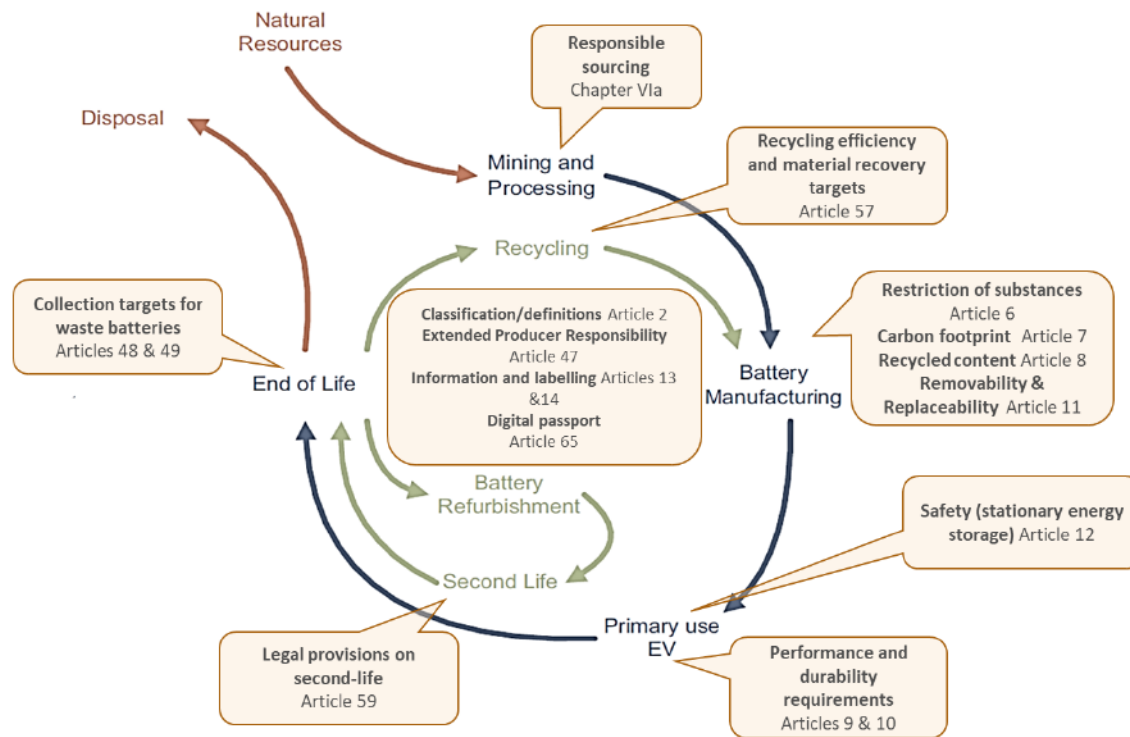 Natural
Resources
Responsible
sourcing
Chapter VIa
Disposal
Recycling efficiency
and material recovery
targets
Article 57
Mining and
Processing
Recycling
Collection targets for
waste batteries
Articles 48 & 49
Classification/definitions Article 2
Extended Producer Responsibility
Article 47
Information and labelling Articles 13
&14
Digital passport
Article 65
Restriction of substances
Article 6
Carbon footprint Article 7
Recycled content Article 8
Removability &
Replaceability Article 11
End of Life
Battery
Manufacturing
Battery
Refurbishment
Safety (stationary energy
storage) Article 12
Second Life
Primary use
EV
Legal provisions on
second-life
Article 59
Performance and
durability
requirements
Articles 9 & 10